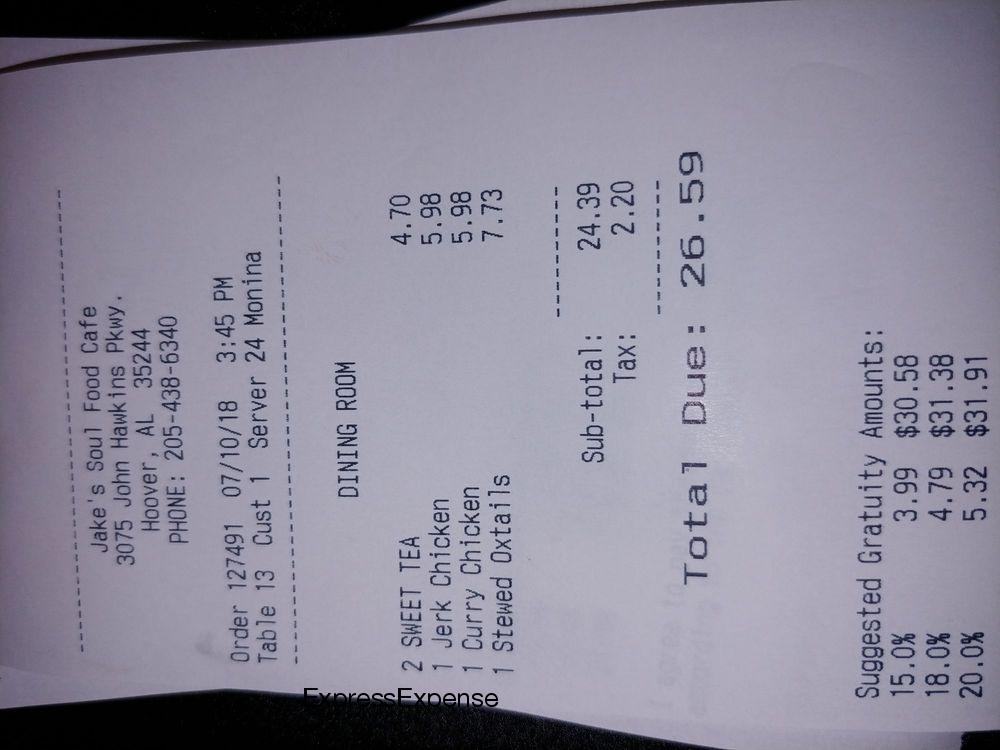 Jake's Soul Food Cafe
3075 John Hawkins Pkwy.
Hoover, AL 35244
PHONE: 205-438-6340
Order 127491 07/10/18 3:45 PM
Table 13 Cust 1 Server 24 Monina
DINING ROOM
2 SWEET TEA 4.70
1 Jerk Chicken 5.98
1 Curry Chicken 5.98
1 Stewed Oxtails 7.73
Sub-total: 24.39
Tax: 2.20
Total Due: 26.59
Suggested Gratuity Amounts:
15.0% 3.99 $30.58
18.0% 4.79 $31.38
20.0% 5.32 $31.91
ExpressExpense